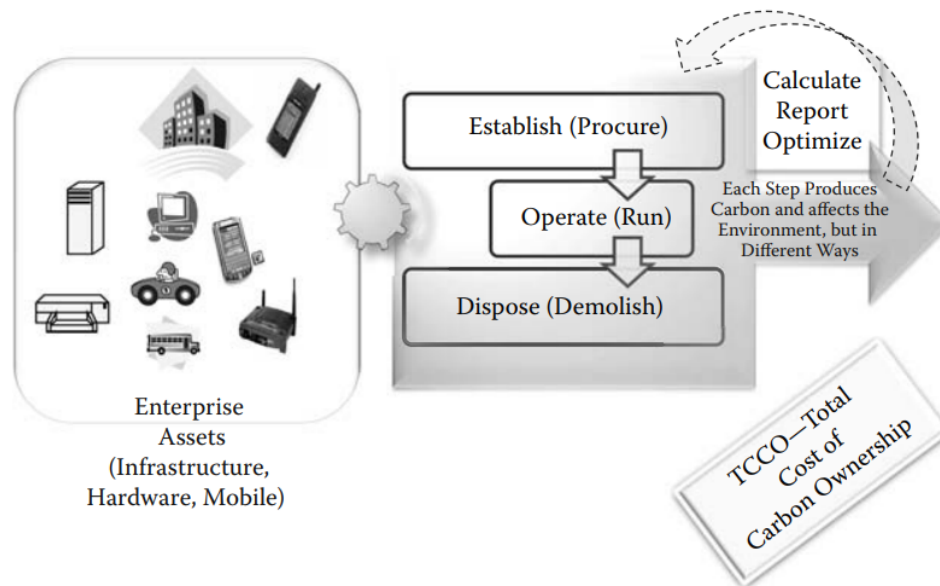 Establish (Procure)
Operate (Run)
Dispose (Demolish)
Calculate
Report
Optimize
Each Step Produces
Carbon and affects the
Environment, but in
Different Ways
Enterprise
Assets
(Infrastructure,
Hardware, Mobile)
TCCO—Total
Cost of
Carbon Ownership